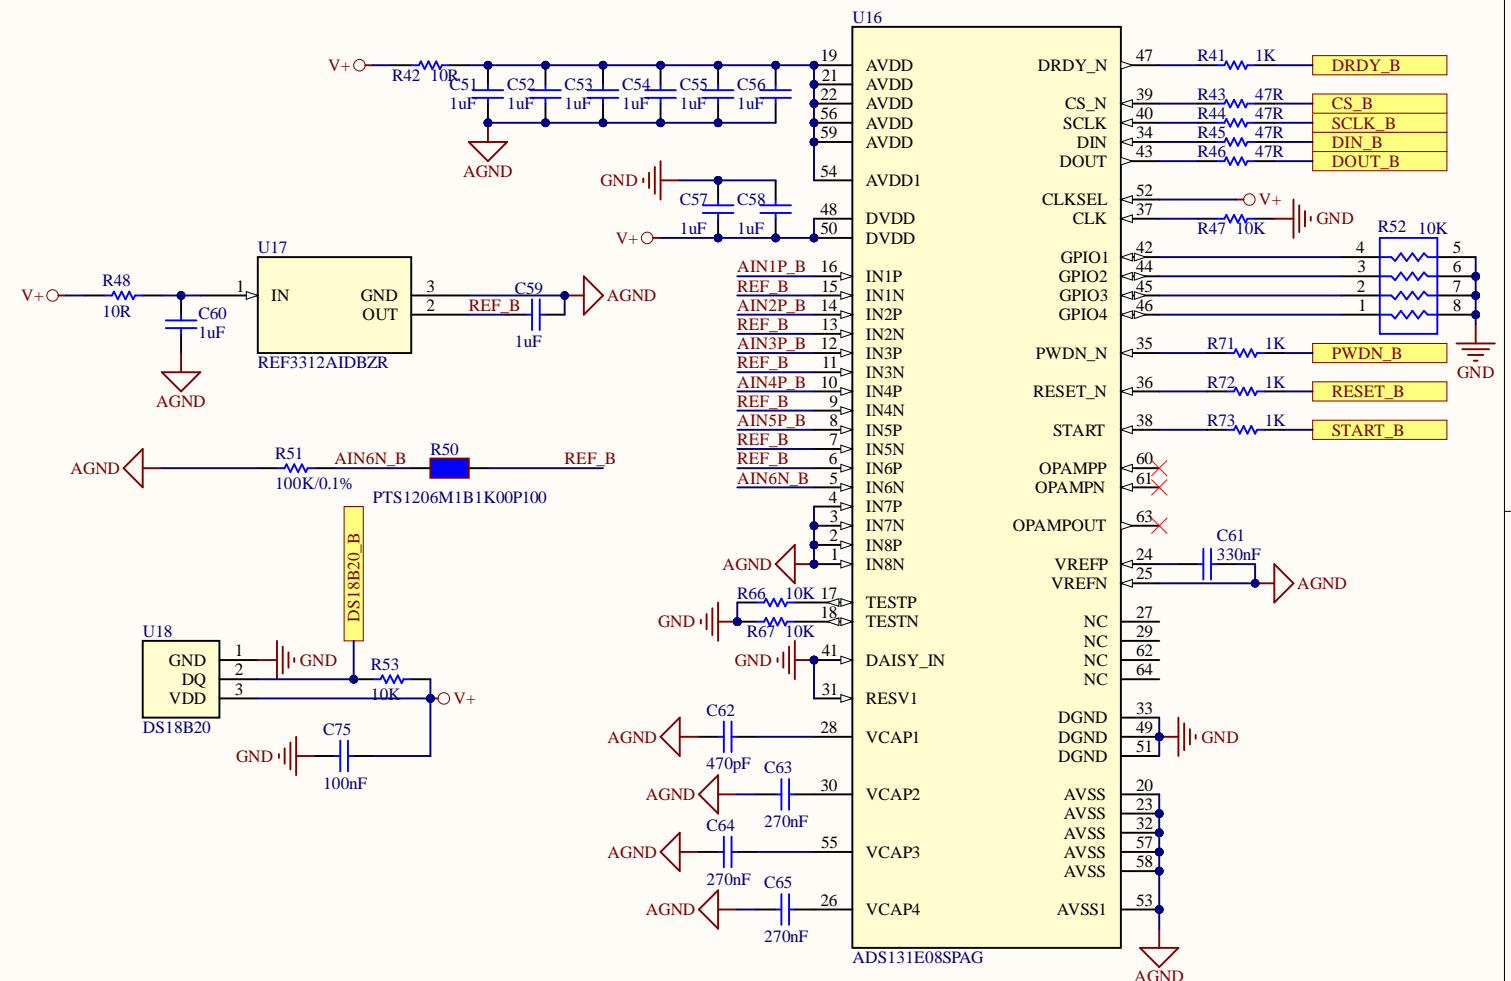 U16
V+
R42 10R
C51 C52 C53 C54 C55 C56
1uF 1uF 1uF 1uF 1uF 1uF
AGND
19 AVDD
21 AVDD
22 AVDD
56 AVDD
59 AVDD
54 AVDD1
GND
C57 C58
1uF 1uF
V+
48 DVDD
50 DVDD
AIN1P_B 16 IN1P
REF_B 15 IN1N
AIN2P_B 14 IN2P
REF_B 13 IN2N
AIN3P_B 12 IN3P
REF_B 11 IN3N
AIN4P_B 10 IN4P
REF_B 9 IN4N
AIN5P_B 8 IN5P
REF_B 7 IN5N
REF_B 6 IN6P
AIN6N_B 5 IN6N
4 IN7P
3 IN7N
2 IN8P
AGND 1 IN8N
R66 10K 17 TESTP
GND 18 TESTN
R67 10K
GND 41 DAISY_IN
31 RESV1
C62
AGND 28 VCAP1
470pF
C63
AGND 30 VCAP2
270nF
C64
AGND 55 VCAP3
270nF
C65
AGND 26 VCAP4
270nF
DRDY_N 47 R41 1K DRDY_B
CS_N 39 R43 47R CS_B
SCLK 40 R44 47R SCLK_B
DIN 34 R45 47R DIN_B
DOUT 43 R46 47R DOUT_B
CLKSEL 52 V+
CLK 37 R47 10K GND
R52 10K
GPIO1 42 4 5
GPIO2 44 3 6
GPIO3 45 2 7
GPIO4 46 1 8
GND
PWDN_N 35 R71 1K PWDN_B
RESET_N 36 R72 1K RESET_B
START 38 R73 1K START_B
OPAMPP 60
OPAMPN 61
OPAMPOUT 63
C61
330nF
VREFP 24
VREFN 25 AGND
NC 27
NC 29
NC 62
NC 64
DGND 33
DGND 49 GND
DGND 51
AVSS 20
AVSS 23
AVSS 32
AVSS 57
AVSS 58
AVSS1 53
AGND
ADS131E08SPAG
U17
V+ R48 1 IN GND 3 C59 AGND
10R OUT 2 REF_B
1uF
C60
1uF
AGND
REF3312AIDBZR
AGND R51 AIN6N_B R50 REF_B
100K/0.1%
PTS1206M1B1K00P100
DS18B20_B
U18
GND 1 GND
DQ 2 R53
10K
VDD 3 V+
DS18B20
C75
GND
100nF